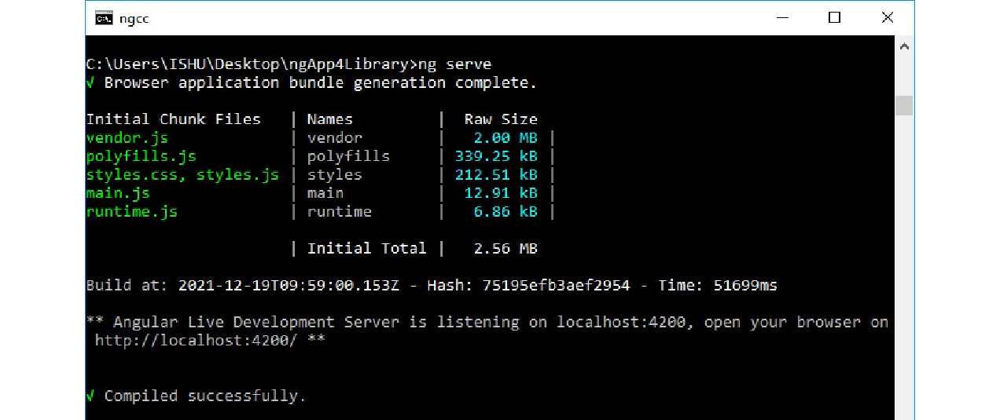 ngcc
C:\Users\ISHU\Desktop\ngApp4Library>ng serve
√ Browser application bundle generation complete.
Initial Chunk Files | Names | Raw Size
vendor.js | vendor | 2.00 MB |
polyfills.js | polyfills | 339.25 kB |
styles.css, styles.js | styles | 212.51 kB |
main.js | main | 12.91 kB |
runtime.js | runtime | 6.86 kB |
| Initial Total | 2.56 MB
Build at: 2021-12-19T09:59:00.153Z - Hash: 75195efb3aef2954 - Time: 51699ms
** Angular Live Development Server is listening on localhost:4200, open your browser on
http://localhost:4200/ **
√ Compiled successfully.